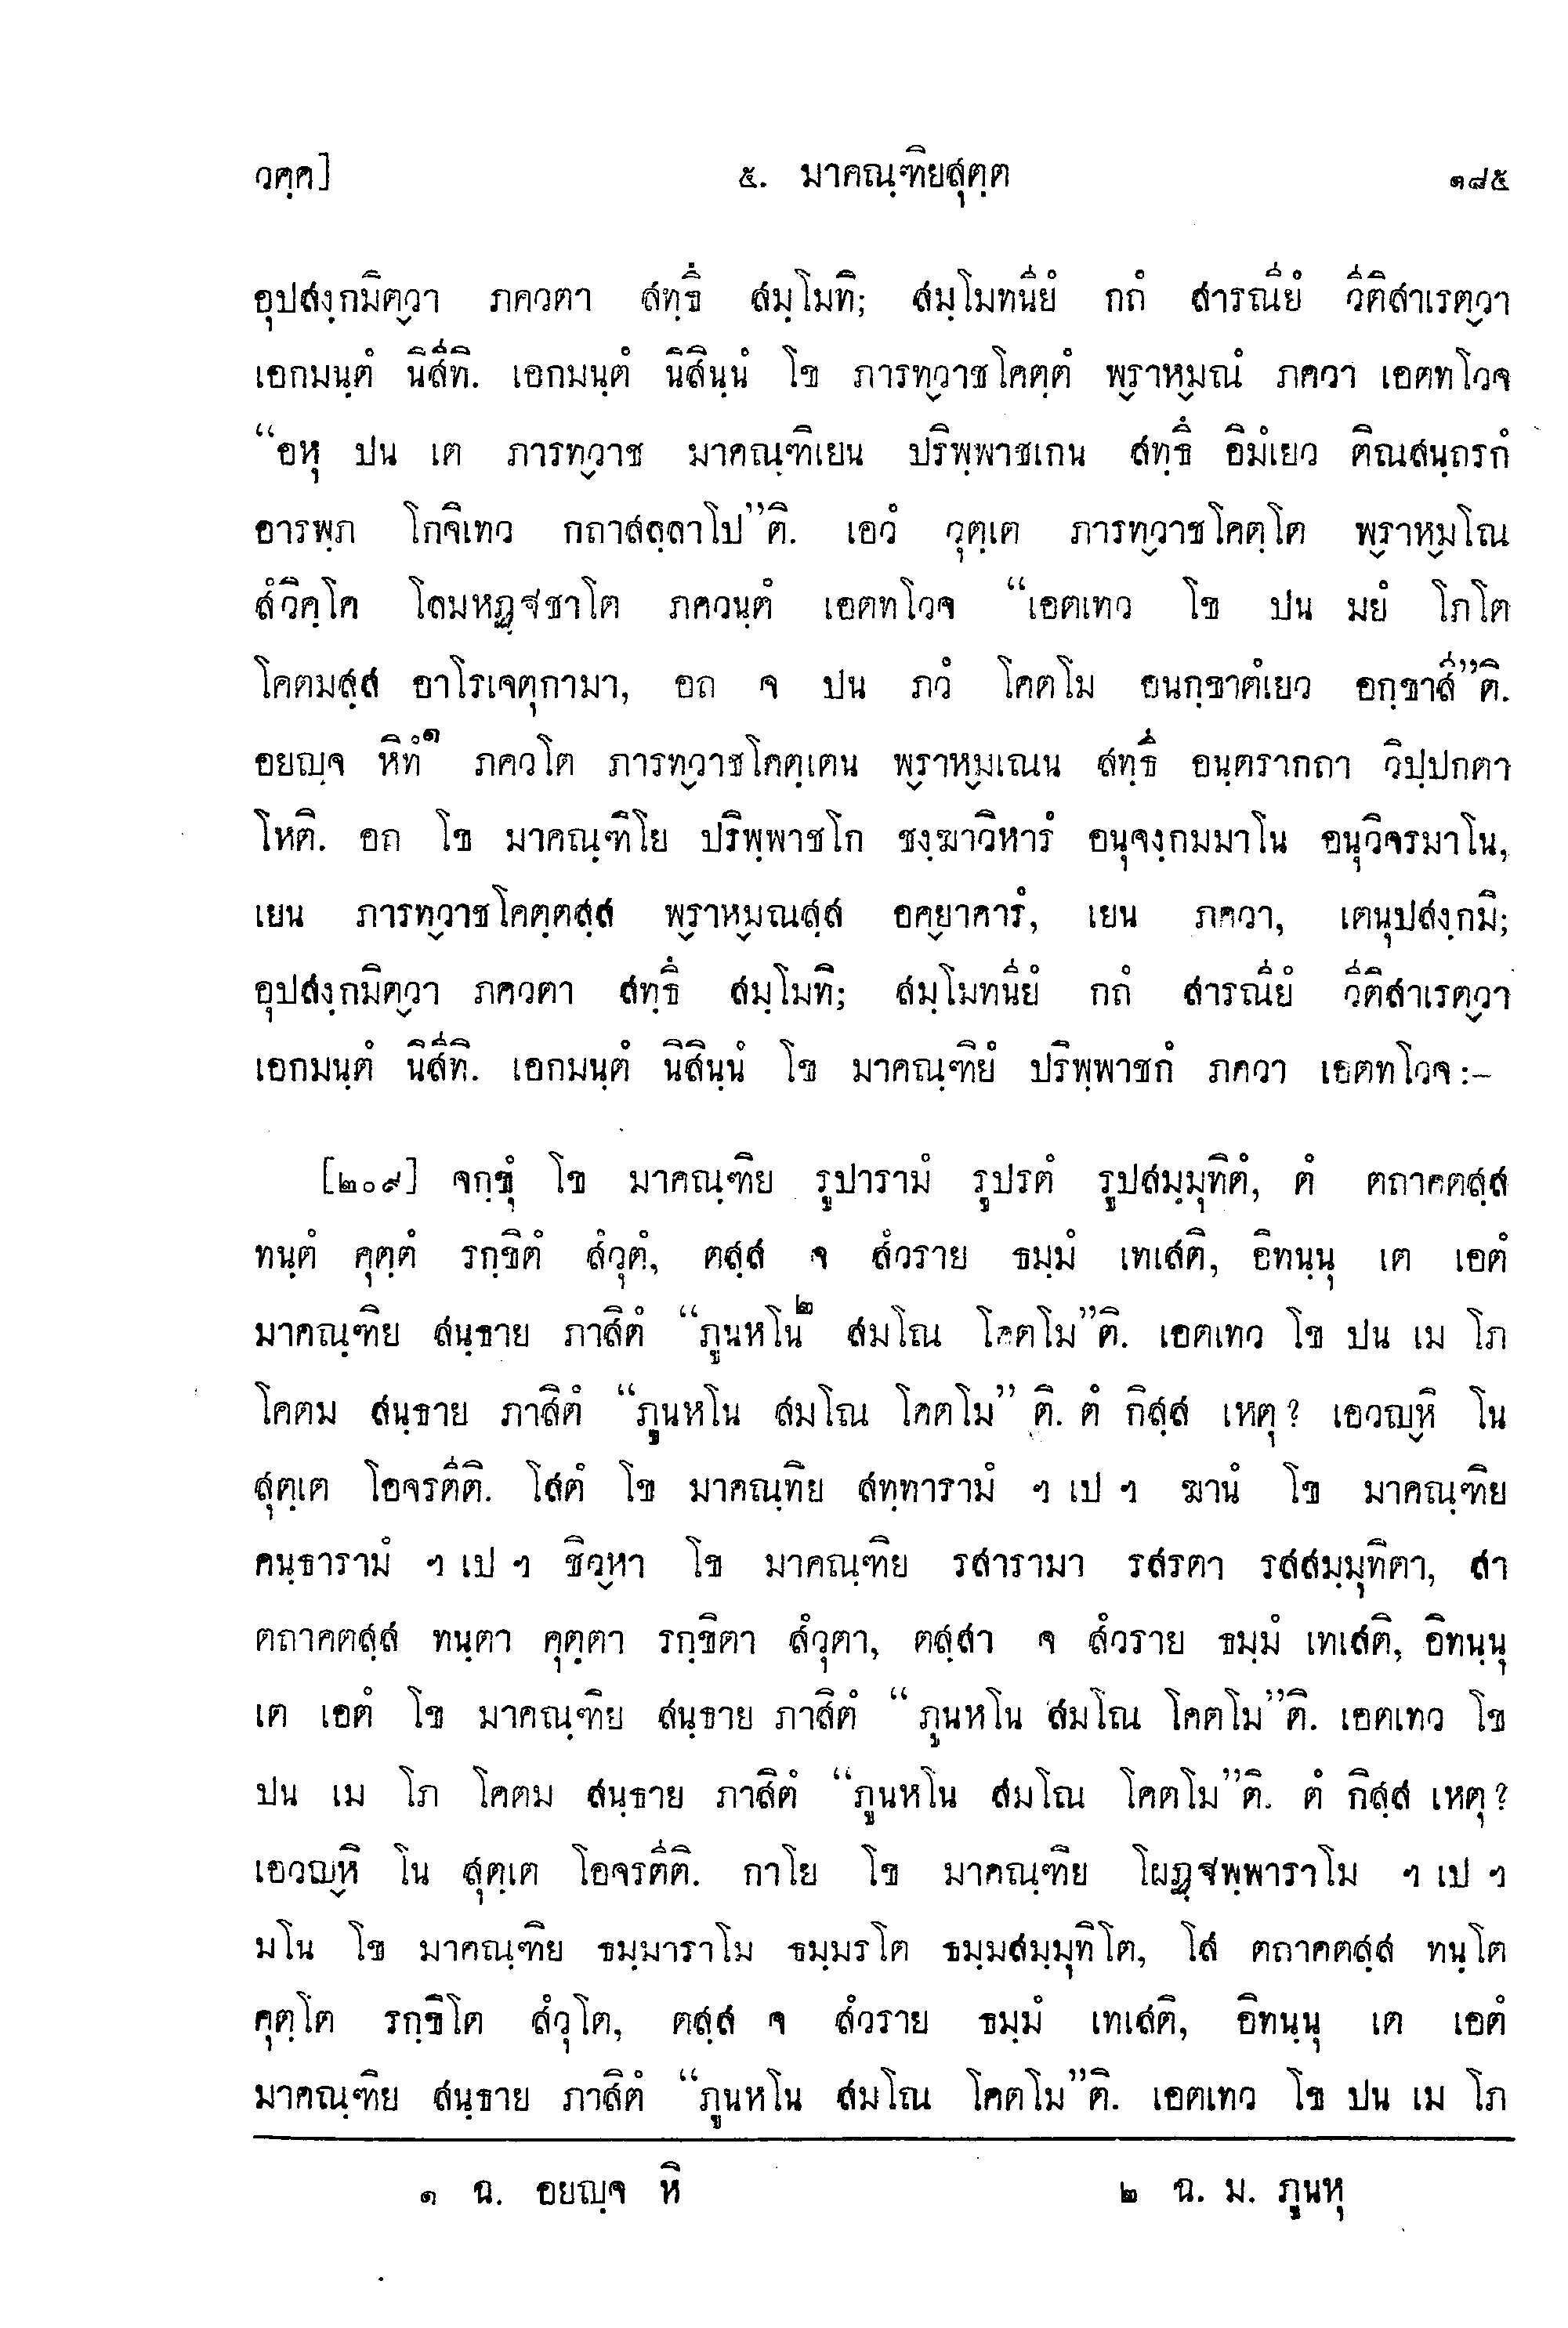 วคฺค] ๕. มาคณฺฑิยสุตฺต ๑๘๕
อุปสงฺกมิตฺวา ภควตา สทฺธึ สมฺโมทิ; สมฺโมทนียํ กถํ สารณียํ วีติสาเรตฺวา
เอกมนฺตํ นิสีทิ. เอกมนฺตํ นิสินฺนํ โข ภารทฺวาชโคตฺตํ พฺราหฺมณํ ภควา เอตทโวจ
“อหุ ปน เต ภารทฺวาช มาคณฺฑิเยน ปริพฺพาชเกน สทฺธึ อิมํเยว ติณสนฺถรกํ
อารพฺภ โกจิเทว กถาสลฺลาโป”ติ. เอวํ วุตฺเต ภารทฺวาชโคตฺโต พฺราหฺมโณ
สํวิคฺโค โลมหฏฺฐชาโต ภควนฺตํ เอตทโวจ “เอตเทว โข ปน มยํ โภโต
โคตมสฺส อาโรเจตุกามา, อถ จ ปน ภวํ โคตโม อนกฺขาตํเยว อกฺขาสี”ติ.
อยญฺจ หิทํ๑ ภควโต ภารทฺวาชโคตฺเตน พฺราหฺมเณน สทฺธึ อนฺตรากถา วิปฺปกตา
โหติ. อถ โข มาคณฺฑิโย ปริพฺพาชโก ชงฺฆาวิหารํ อนุจงฺกมมาโน อนุวิจรมาโน,
เยน ภารทฺวาชโคตฺตสฺส พฺราหฺมณสฺส อคฺยาคารํ, เยน ภควา, เตนุปสงฺกมิ;
อุปสงฺกมิตฺวา ภควตา สทฺธึ สมฺโมทิ; สมฺโมทนียํ กถํ สารณียํ วีติสาเรตฺวา
เอกมนฺตํ นิสีทิ. เอกมนฺตํ นิสินฺนํ โข มาคณฺฑิยํ ปริพฺพาชกํ ภควา เอตทโวจ :–
[๒๐๙] จกฺขุํ โข มาคณฺฑิย รูปารามํ รูปรตํ รูปสมฺมุทิตํ, ตํ ตถาคตสฺส
ทนฺตํ คุตฺตํ รกฺขิตํ สํวุตํ, ตสฺส จ สํวราย ธมฺมํ เทเสติ, อิทนฺนุ เต เอตํ
มาคณฺฑิย สนฺธาย ภาสิตํ “ภูนหโน๒ สมโณ โคตโม”ติ. เอตเทว โข ปน เม โภ
โคตม สนฺธาย ภาสิตํ “ภูนหโน สมโณ โคตโม” ติ. ตํ กิสฺส เหตุ? เอวญฺหิ โน
สุตฺเต โอจรตีติ. โสตํ โข มาคณฺทิย สทฺทารามํ ฯ เป ฯ ฆานํ โข มาคณฺฑิย
คนฺธารามํ ฯ เป ฯ ชิวฺหา โข มาคณฺฑิย รสารามา รสรตา รสสมฺมุทิตา, สา
ตถาคตสฺส ทนฺตา คุตฺตา รกฺขิตา สํวุตา, ตสฺสา จ สํวราย ธมฺมํ เทเสติ, อิทนฺนุ
เต เอตํ โข มาคณฺฑิย สนฺธาย ภาสิตํ “ ภูนหโน สมโณ โคตโม”ติ. เอตเทว โข
ปน เม โภ โคตม สนฺธาย ภาสิตํ “ภูนหโน สมโณ โคตโม”ติ. ตํ กิสฺส เหตุ?
เอวญฺหิ โน สุตฺเต โอจรตีติ. กาโย โข มาคณฺฑิย โผฏฺฐพฺพาราโม ฯ เป ฯ
มโน โข มาคณฺฑิย ธมฺมาราโม ธมฺมรโต ธมฺมสมฺมุทิโต, โส ตถาคตสฺส ทนฺโต
คุตฺโต รกฺขิโต สํวุโต, ตสฺส จ สํวราย ธมฺมํ เทเสติ, อิทนฺนุ เต เอตํ
มาคณฺฑิย สนฺธาย ภาสิตํ “ภูนหโน สมโณ โคตโม”ติ. เอตเทว โข ปน เม โภ
๑ ฉ. อยญฺจ หิ ๒ ฉ. ม. ภูนหุ